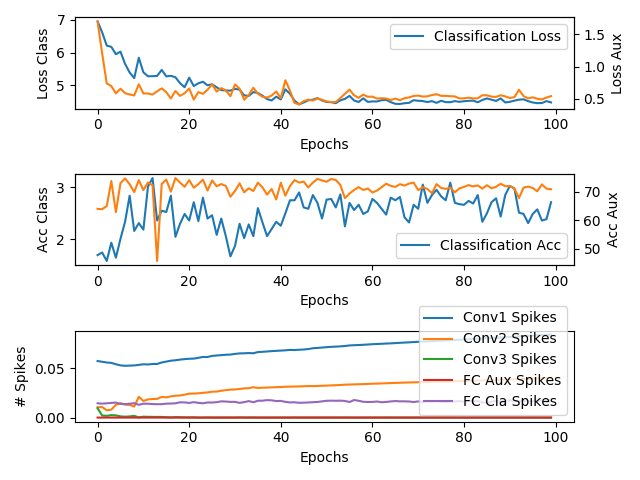 7
6
5
Loss Class
Classification Loss
1.5
1.0
0.5
Loss Aux
0 20 40 60 80 100
Epochs
3
2
Acc Class
Classification Acc
70
60
50
Acc Aux
0 20 40 60 80 100
Epochs
0.05
0.00
# Spikes
Conv1 Spikes
Conv2 Spikes
Conv3 Spikes
FC Aux Spikes
FC Cla Spikes
0 20 40 60 80 100
Epochs